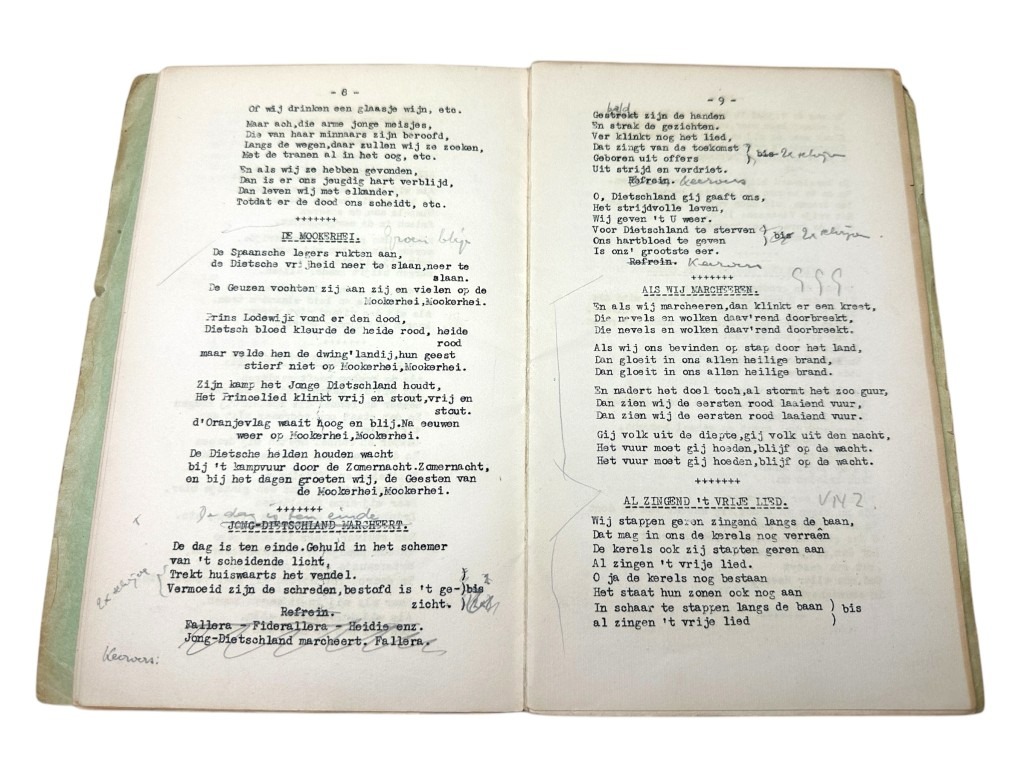 - 8 -
Of wij drinken een glaasje wijn, etc.
Maar ach,die arme jonge meisjes,
Die van haar minnaars zijn beroofd,
Langs de wegen,daar zullen wij ze zoeken,
Met de tranen al in het oog, etc.
En als wij ze hebben gevonden,
Dan is er ons jeugdig hart verblijd,
Dan leven wij met elkander,
Totdat er de dood ons scheidt, etc.
+++++++
DE MOOKERHEI.
De Spaansche legers rukten aan,
de Dietsche vrijheid neer te slaan,neer te
slaan.
De Geuzen vochten zij aan zij en vielen op de
Mookerhei,Mookerhei.
Prins Lodewijk vond er den dood,
Dietsch bloed kleurde de heide rood, heide
rood
maar velde hen de dwing'landij,hun geest
stierf niet op Mookerhei,Mookerhei.
Zijn kamp het Jonge Dietschland houdt,
Het Princelied klinkt vrij en stout,vrij en
stout.
d'Oranjevlag waait hoog en blij.Na eeuwen
weer op Mookerhei,Mookerhei.
De Dietsche helden houden wacht
bij 't kampvuur door de Zomernacht.Zomernacht,
en bij het dagen groeten wij, de Geesten van
de Mookerhei,Mookerhei.
+++++++
De dag is ten einde
JONG-DIETSCHLAND MARCHEERT.
De dag is ten einde.Gehuld in het schemer
van 't scheidende licht,
Trekt huiswaarts het vendel.
Vermoeid zijn de schreden,bestofd is 't ge-)bis
zicht. )
2x schrijven
Refrein.
Fallera - Fiderallera - Heidie enz.
Jong-Dietschland marcheert. Fallera.
Keervers:
- 9 -
Gestrekt zijn de handen
En strak de gezichten.
Ver klinkt nog het lied,
Dat zingt van de toekomst
Geboren uit offers } bis 2x schrijven
Uit strijd en verdriet.
Refrein. Keervers
O, Dietschland gij gaaft ons,
Het strijdvolle leven,
Wij geven 't U weer.
Voor Dietschland te sterven } bis 2x schrijven.
Ons hartbloed te geven
Is onz' grootste eer.
Refrein. Keervers
+++++++
ALS WIJ MARCHEEREN.
En als wij marcheeren,dan klinkt er een kreet,
Die nevels en wolken daav'rend doorbreekt,
Die nevels en wolken daav'rend doorbreekt.
Als wij ons bevinden op stap door het land,
Dan gloeit in ons allen heilige brand,
Dan gloeit in ons allen heilige brand.
En nadert het doel toch,al stormt het zoo guur,
Dan zien wij de eersten rood laaiend vuur,
Dan zien wij de eersten rood laaiend vuur.
Gij volk uit de diepte,gij volk uit den nacht,
Het vuur moet gij hoeden,blijf op de wacht.
Het vuur moet gij hoeden,blijf op de wacht.
+++++++
AL ZINGEND 't VRIJE LIED. VNZ.
Wij stappen geren zingend langs de baan,
Dat mag in ons de kerels nog verraên
De kerels ook zij stapten geren aan
Al zingen 't vrije lied.
O ja de kerels nog bestaan
Het staat hun zonen ook nog aan
In schaar te stappen langs de baan ) bis
al zingen 't vrije lied )